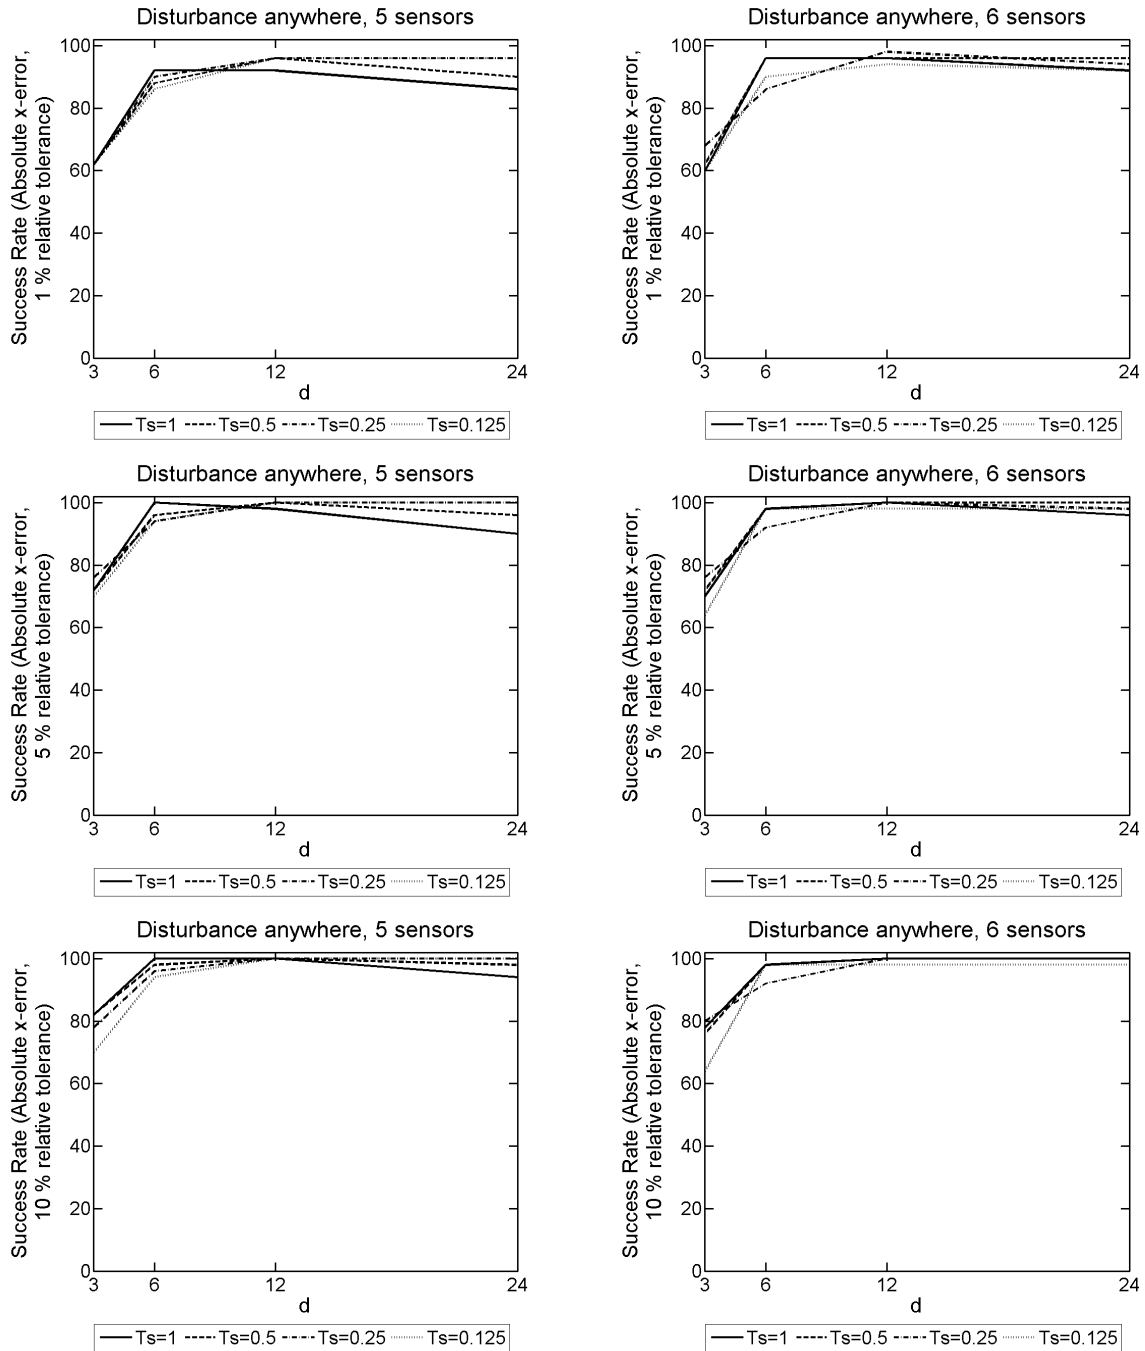 Disturbance anywhere, 5 sensors
Success Rate (Absolute x-error,
1 % relative tolerance)
100
80
60
40
20
0
3 6 12 24
d
Ts=1 Ts=0.5 Ts=0.25 Ts=0.125
Disturbance anywhere, 6 sensors
Success Rate (Absolute x-error,
1 % relative tolerance)
100
80
60
40
20
0
3 6 12 24
d
Ts=1 Ts=0.5 Ts=0.25 Ts=0.125
Disturbance anywhere, 5 sensors
Success Rate (Absolute x-error,
5 % relative tolerance)
100
80
60
40
20
0
3 6 12 24
d
Ts=1 Ts=0.5 Ts=0.25 Ts=0.125
Disturbance anywhere, 6 sensors
Success Rate (Absolute x-error,
5 % relative tolerance)
100
80
60
40
20
0
3 6 12 24
d
Ts=1 Ts=0.5 Ts=0.25 Ts=0.125
Disturbance anywhere, 5 sensors
Success Rate (Absolute x-error,
10 % relative tolerance)
100
80
60
40
20
0
3 6 12 24
d
Ts=1 Ts=0.5 Ts=0.25 Ts=0.125
Disturbance anywhere, 6 sensors
Success Rate (Absolute x-error,
10 % relative tolerance)
100
80
60
40
20
0
3 6 12 24
d
Ts=1 Ts=0.5 Ts=0.25 Ts=0.125